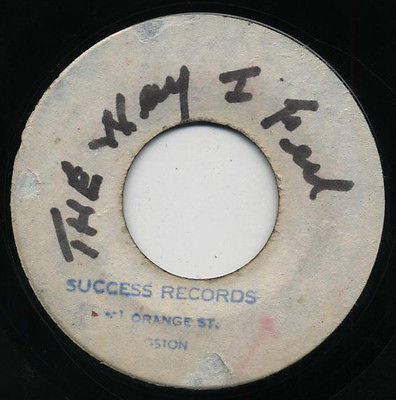 THE Way I Feel
SUCCESS RECORDS
ORANGE ST.